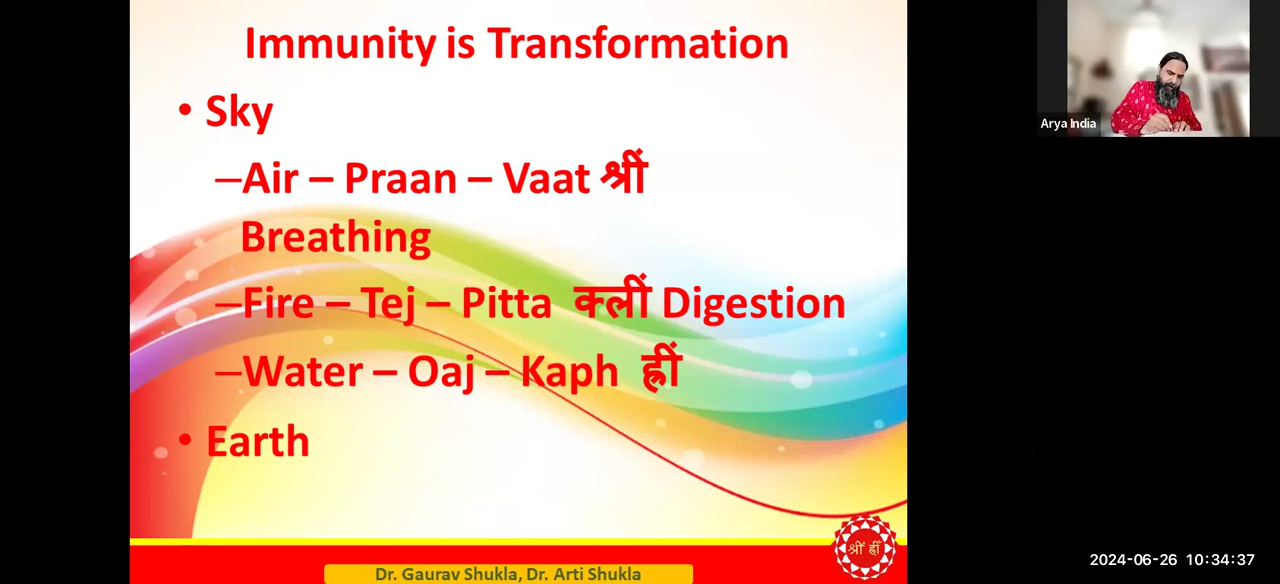 Immunity is Transformation
• Sky
–Air – Praan – Vaat श्रीं
Breathing
–Fire – Tej – Pitta क्लीं Digestion
–Water – Oaj – Kaph ह्रीं
• Earth
श्रीं ह्रीं
Dr. Gaurav Shukla, Dr. Arti Shukla
Arya India
2024-06-26 10:34:37